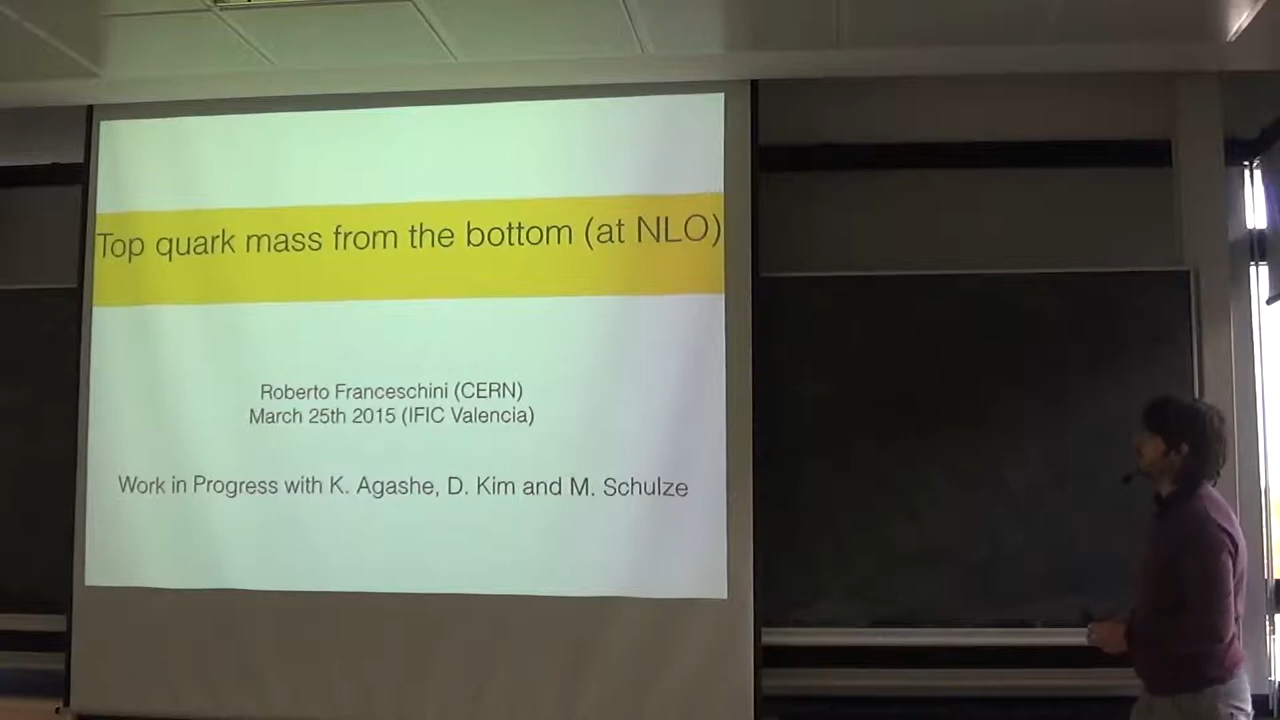 Top quark mass from the bottom (at NLO)
Roberto Franceschini (CERN)
March 25th 2015 (IFIC Valencia)
Work in Progress with K. Agashe, D. Kim and M. Schulze